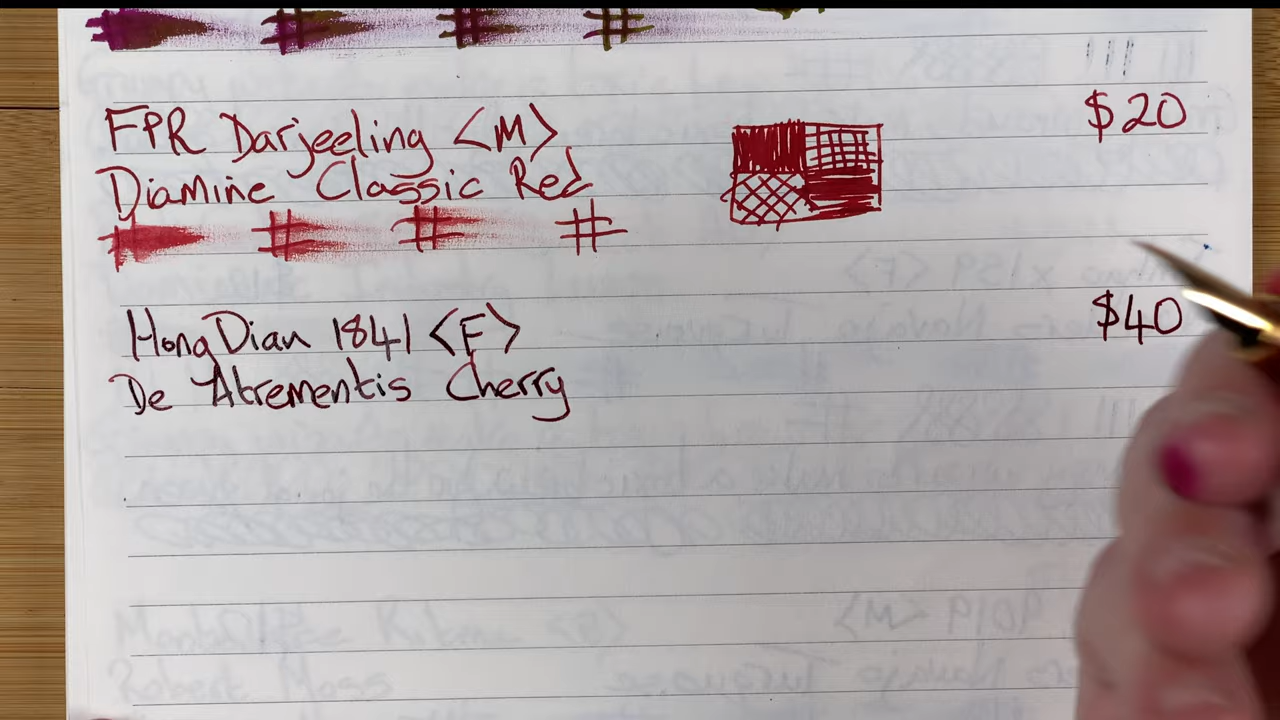 FPR Darjeeling <M> $20
Diamine Classic Red
HongDian 1841 <F> $40
De Atrementis Cherry